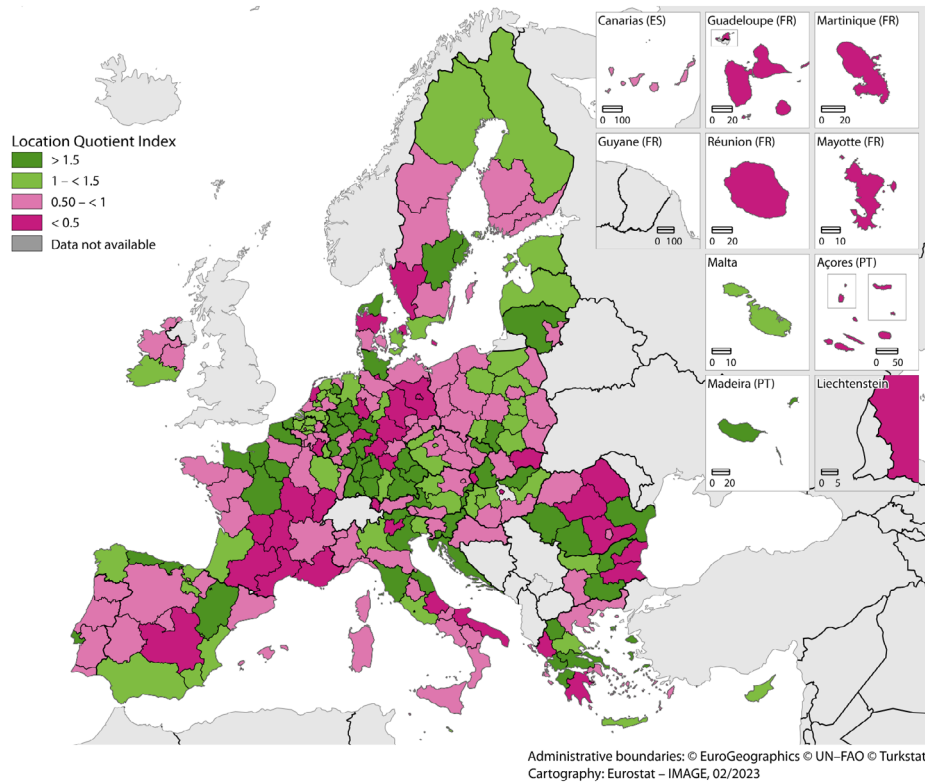 Canarias (ES)
0 100
Guadeloupe (FR)
0 20
Martinique (FR)
0 20
Location Quotient Index
> 1.5
1 – < 1.5
0.50 – < 1
< 0.5
Data not available
Guyane (FR)
0 100
Réunion (FR)
0 20
Mayotte (FR)
0 10
Malta
0 10
Açores (PT)
0 50
Madeira (PT)
0 20
Liechtenstein
0 5
Administrative boundaries: © EuroGeographics © UN–FAO © Turkstat
Cartography: Eurostat – IMAGE, 02/2023